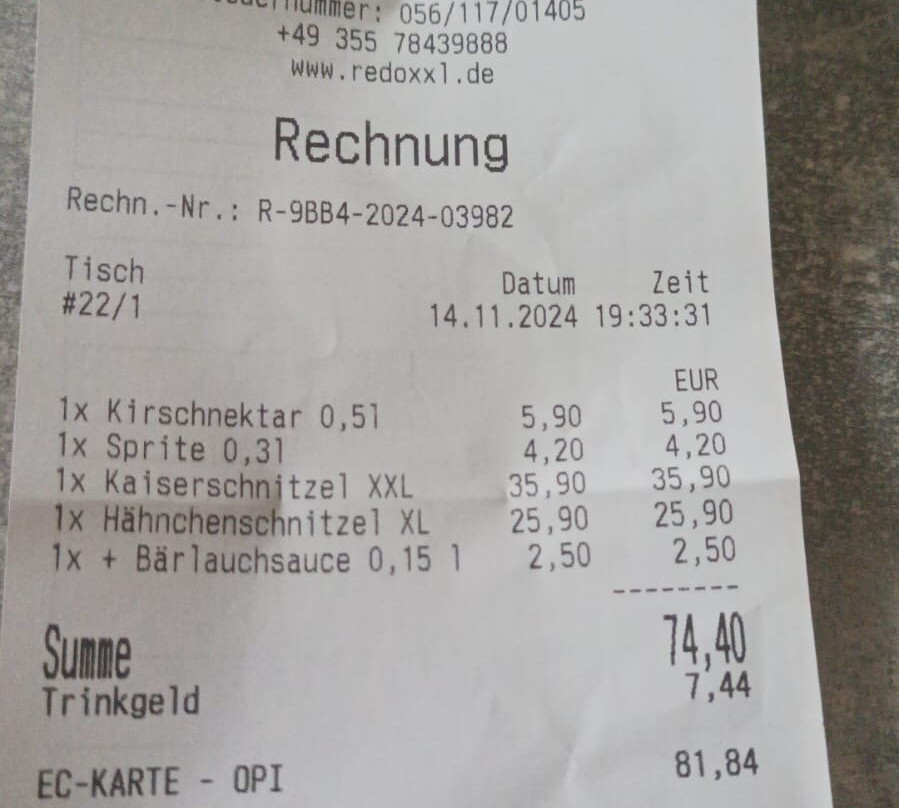 056/117/01405
+49 355 78439888
www.redoxxl.de
Rechnung
Rechn.-Nr.: R-9BB4-2024-03982
Tisch Datum Zeit
#22/1 14.11.2024 19:33:31
EUR
1x Kirschnektar 0,5l 5,90 5,90
1x Sprite 0,3l 4,20 4,20
1x Kaiserschnitzel XXL 35,90 35,90
1x Hähnchenschnitzel XL 25,90 25,90
1x + Bärlauchsauce 0,15 l 2,50 2,50
--------
Summe 74,40
Trinkgeld 7,44
EC-KARTE - OPI 81,84